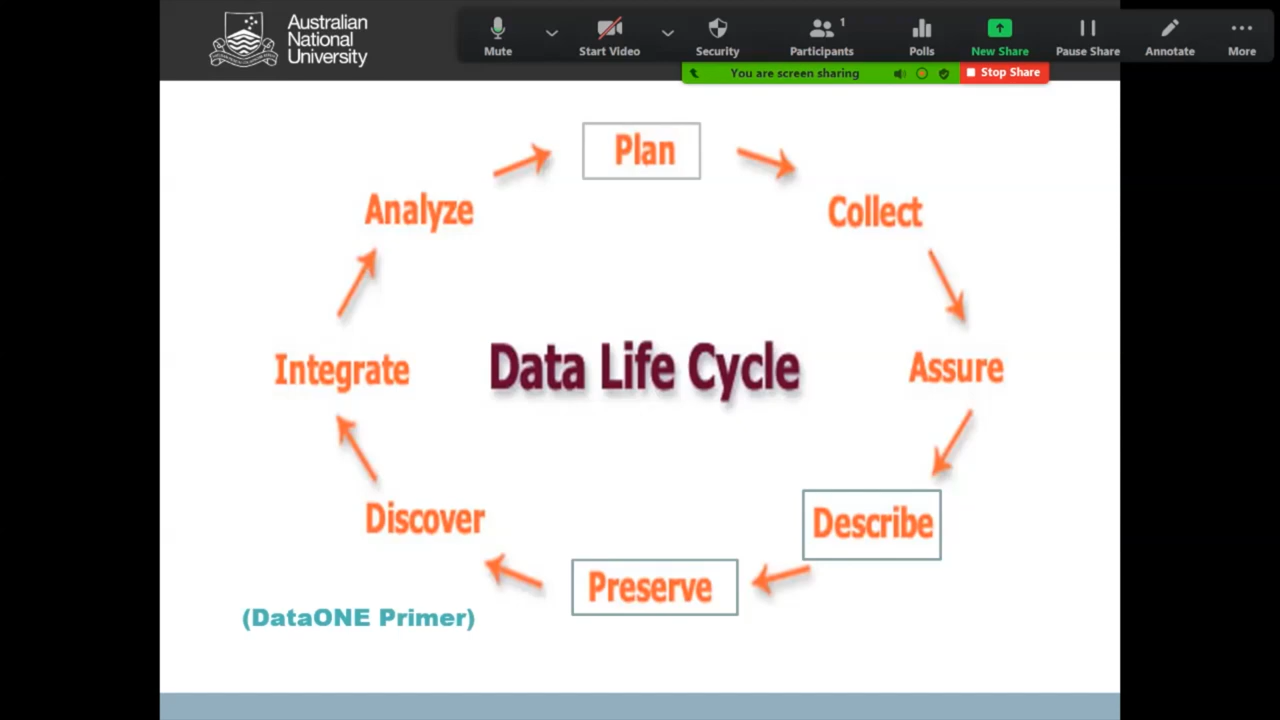 Australian
National
University
Mute
Start Video
Security
Participants
1
Polls
New Share
Pause Share
Annotate
More
You are screen sharing
Stop Share
Plan
Analyze
Collect
Data Life Cycle
Integrate
Assure
Discover
Describe
Preserve
(DataONE Primer)